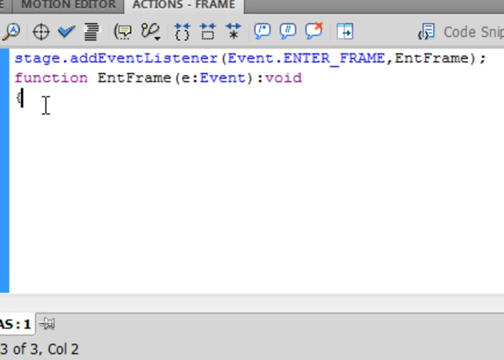 MOTION EDITOR
ACTIONS - FRAME
Code Snip
stage.addEventListener(Event.ENTER_FRAME,EntFrame);
function EntFrame(e:Event):void
{
AS:1
3 of 3, Col 2